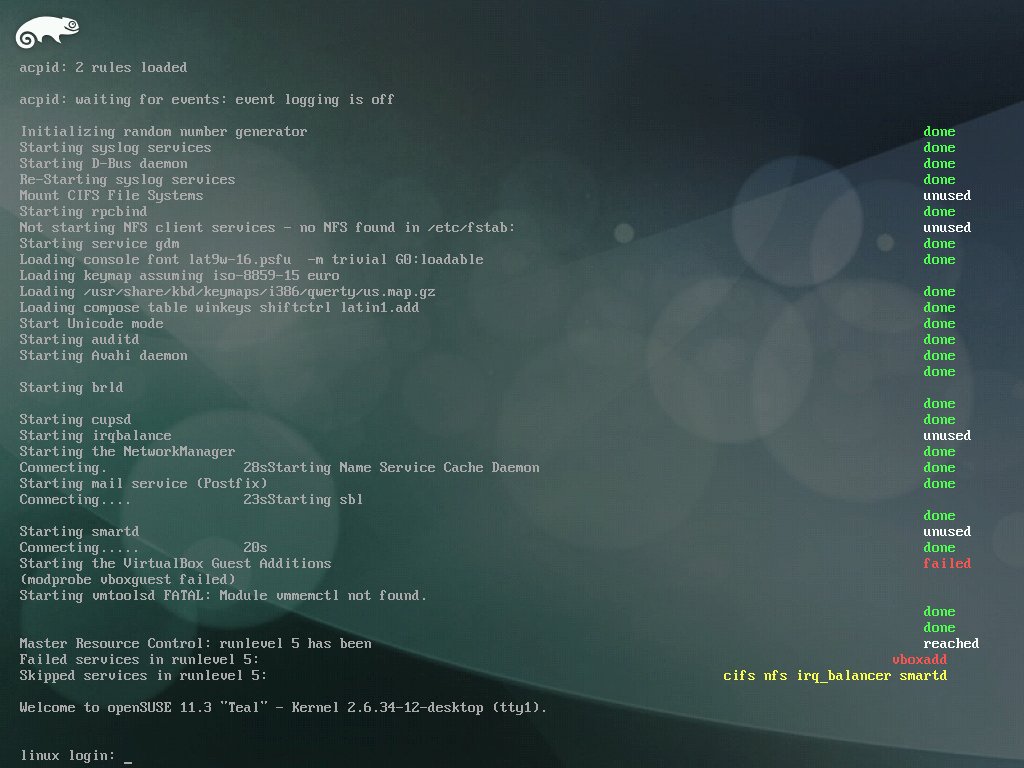 acpid: 2 rules loaded
acpid: waiting for events: event logging is off
Initializing random number generator done
Starting syslog services done
Starting D-Bus daemon done
Re-Starting syslog services done
Mount CIFS File Systems unused
Starting rpcbind done
Not starting NFS client services - no NFS found in /etc/fstab: unused
Starting service gdm done
Loading console font lat9w-16.psfu  -m trivial G0:loadable done
Loading keymap assuming iso-8859-15 euro
Loading /usr/share/kbd/keymaps/i386/qwerty/us.map.gz done
Loading compose table winkeys shiftctrl latin1.add done
Start Unicode mode done
Starting auditd done
Starting Avahi daemon done
done
Starting brld
done
Starting cupsd done
Starting irqbalance unused
Starting the NetworkManager done
Connecting. 28sStarting Name Service Cache Daemon done
Starting mail service (Postfix) done
Connecting.... 23sStarting sbl
done
Starting smartd unused
Connecting..... 20s done
Starting the VirtualBox Guest Additions failed
(modprobe vboxguest failed)
Starting vmtoolsd FATAL: Module vmmemctl not found.
done
done
Master Resource Control: runlevel 5 has been reached
Failed services in runlevel 5: vboxadd
Skipped services in runlevel 5: cifs nfs irq_balancer smartd
Welcome to openSUSE 11.3 "Teal" - Kernel 2.6.34-12-desktop (tty1).
linux login: _